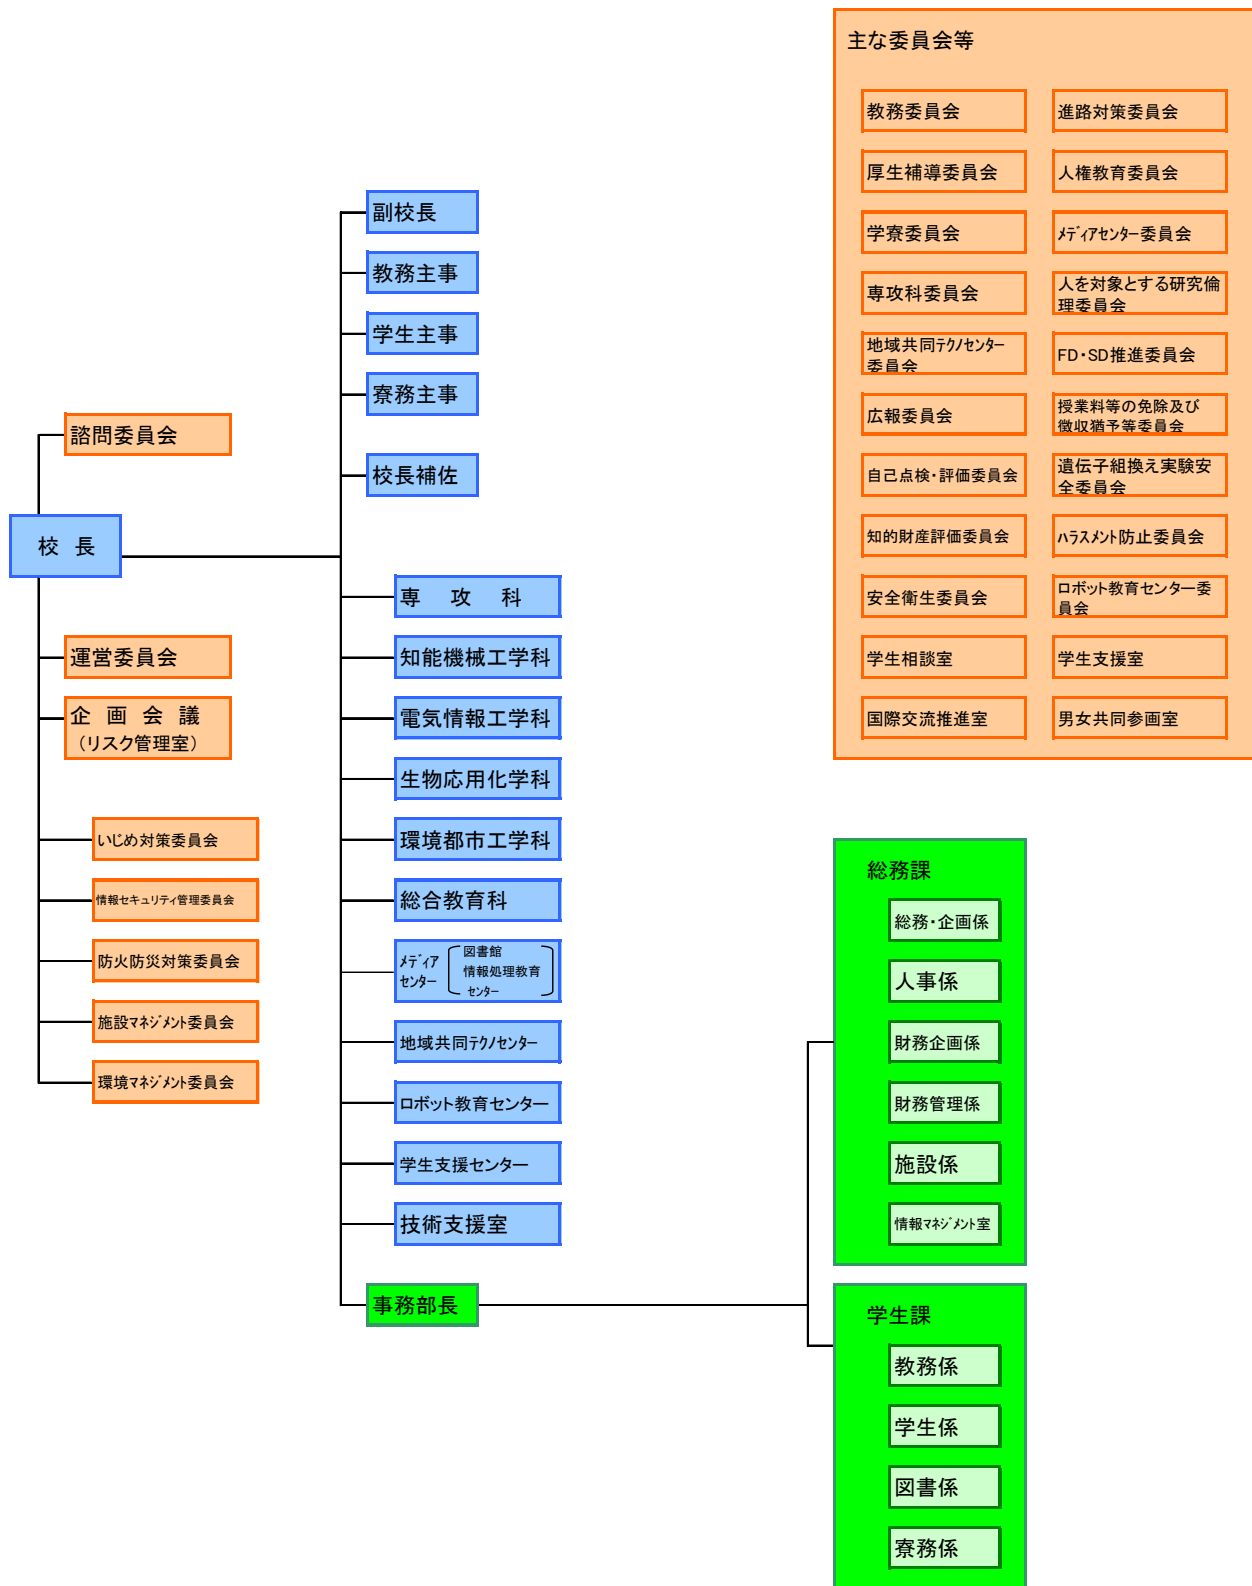 主な委員会等
教務委員会
進路対策委員会
厚生補導委員会
人権教育委員会
学寮委員会
ﾒﾃﾞｨｱｾﾝﾀｰ委員会
専攻科委員会
人を対象とする研究倫
理委員会
地域共同ﾃｸﾉｾﾝﾀｰ
委員会
FD・SD推進委員会
広報委員会
授業料等の免除及び
徴収猶予等委員会
自己点検・評価委員会
遺伝子組換え実験安
全委員会
知的財産評価委員会
ﾊﾗｽﾒﾝﾄ防止委員会
安全衛生委員会
ロボット教育センター委
員会
学生相談室
学生支援室
国際交流推進室
男女共同参画室
副校長
教務主事
学生主事
寮務主事
校長補佐
諮問委員会
校 長
運営委員会
企 画 会 議
（リスク管理室）
いじめ対策委員会
情報セキュリティ管理委員会
防火防災対策委員会
施設ﾏﾈｼﾞﾒﾝﾄ委員会
環境ﾏﾈｼﾞﾒﾝﾄ委員会
専 攻 科
知能機械工学科
電気情報工学科
生物応用化学科
環境都市工学科
総合教育科
ﾒﾃﾞｨｱ
ｾﾝﾀｰ
図書館
情報処理教育
ｾﾝﾀｰ
地域共同ﾃｸﾉｾﾝﾀｰ
ロボット教育センター
学生支援センター
技術支援室
事務部長
総務課
総務・企画係
人事係
財務企画係
財務管理係
施設係
情報ﾏﾈｼﾞﾒﾝﾄ室
学生課
教務係
学生係
図書係
寮務係